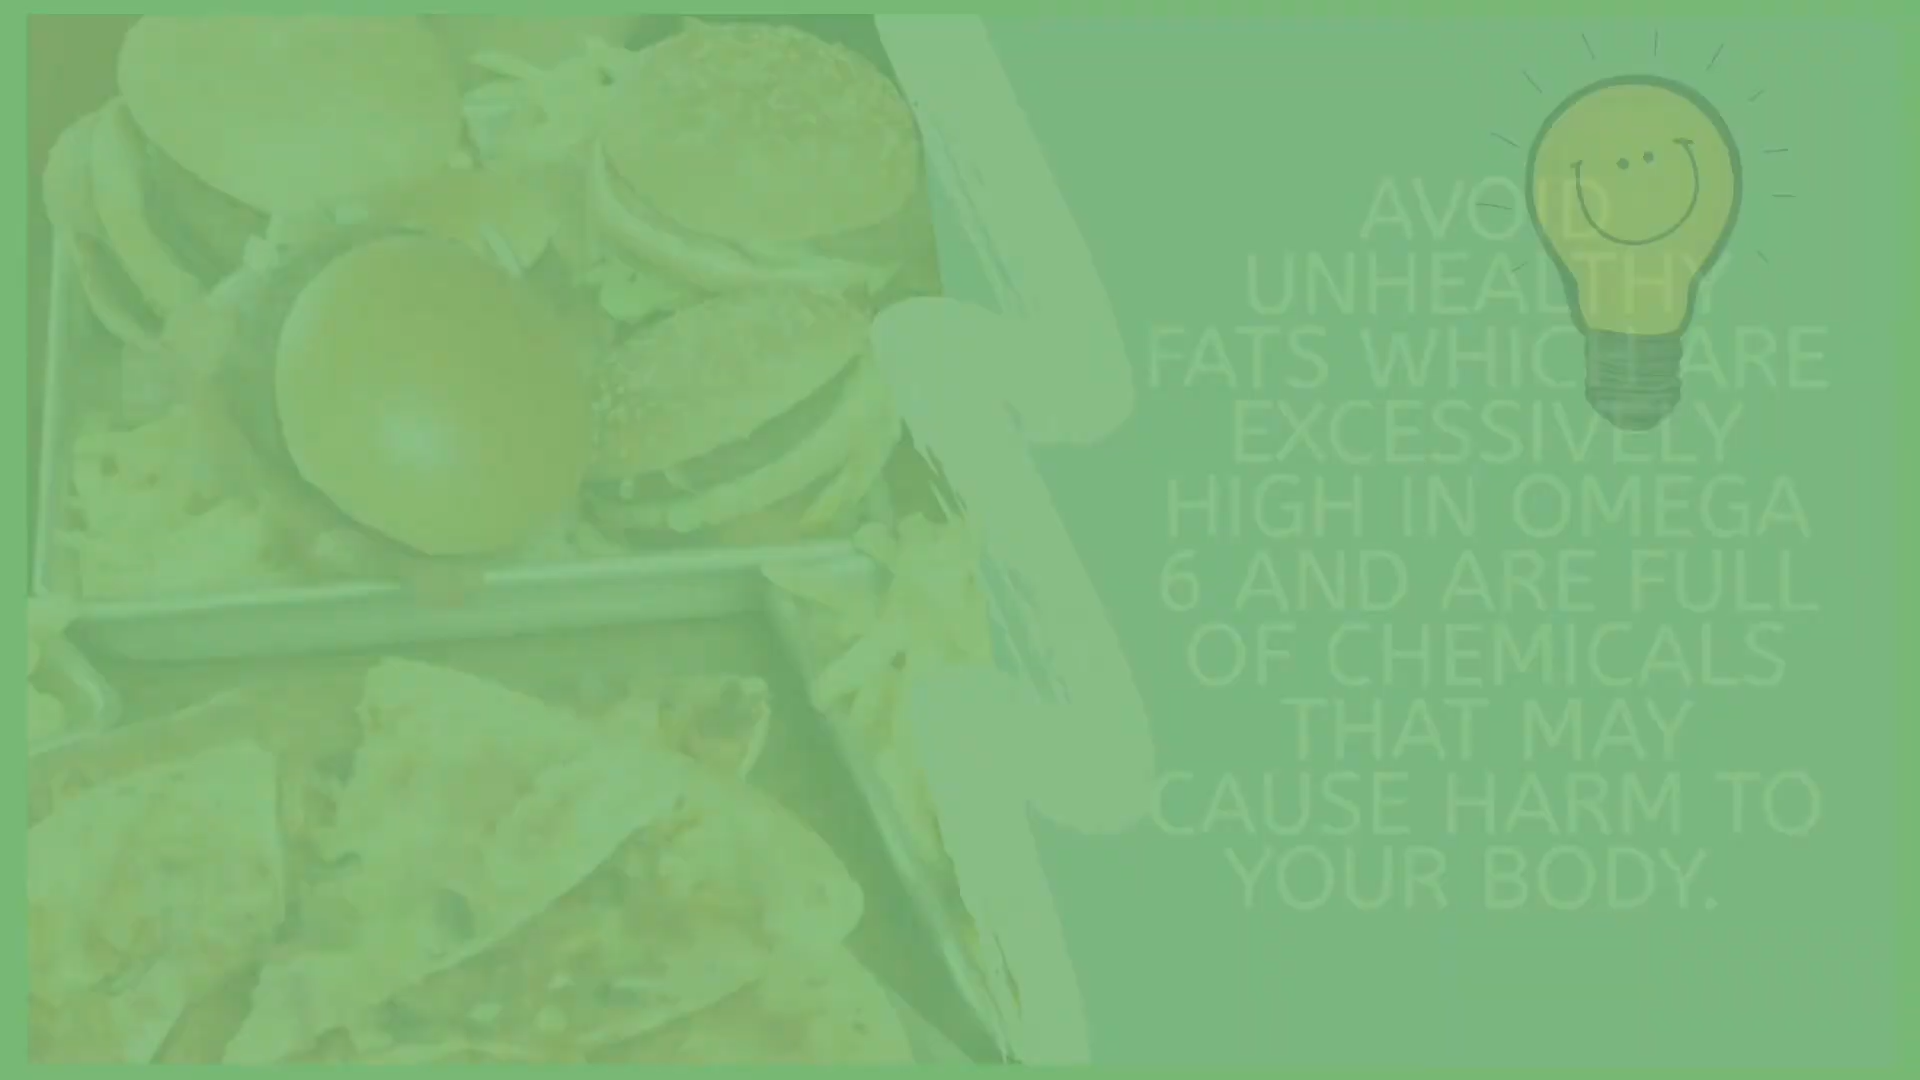 AVOID
UNHEALTHY
FATS WHICH ARE
EXCESSIVELY
HIGH IN OMEGA
6 AND ARE FULL
OF CHEMICALS
THAT MAY
CAUSE HARM TO
YOUR BODY.